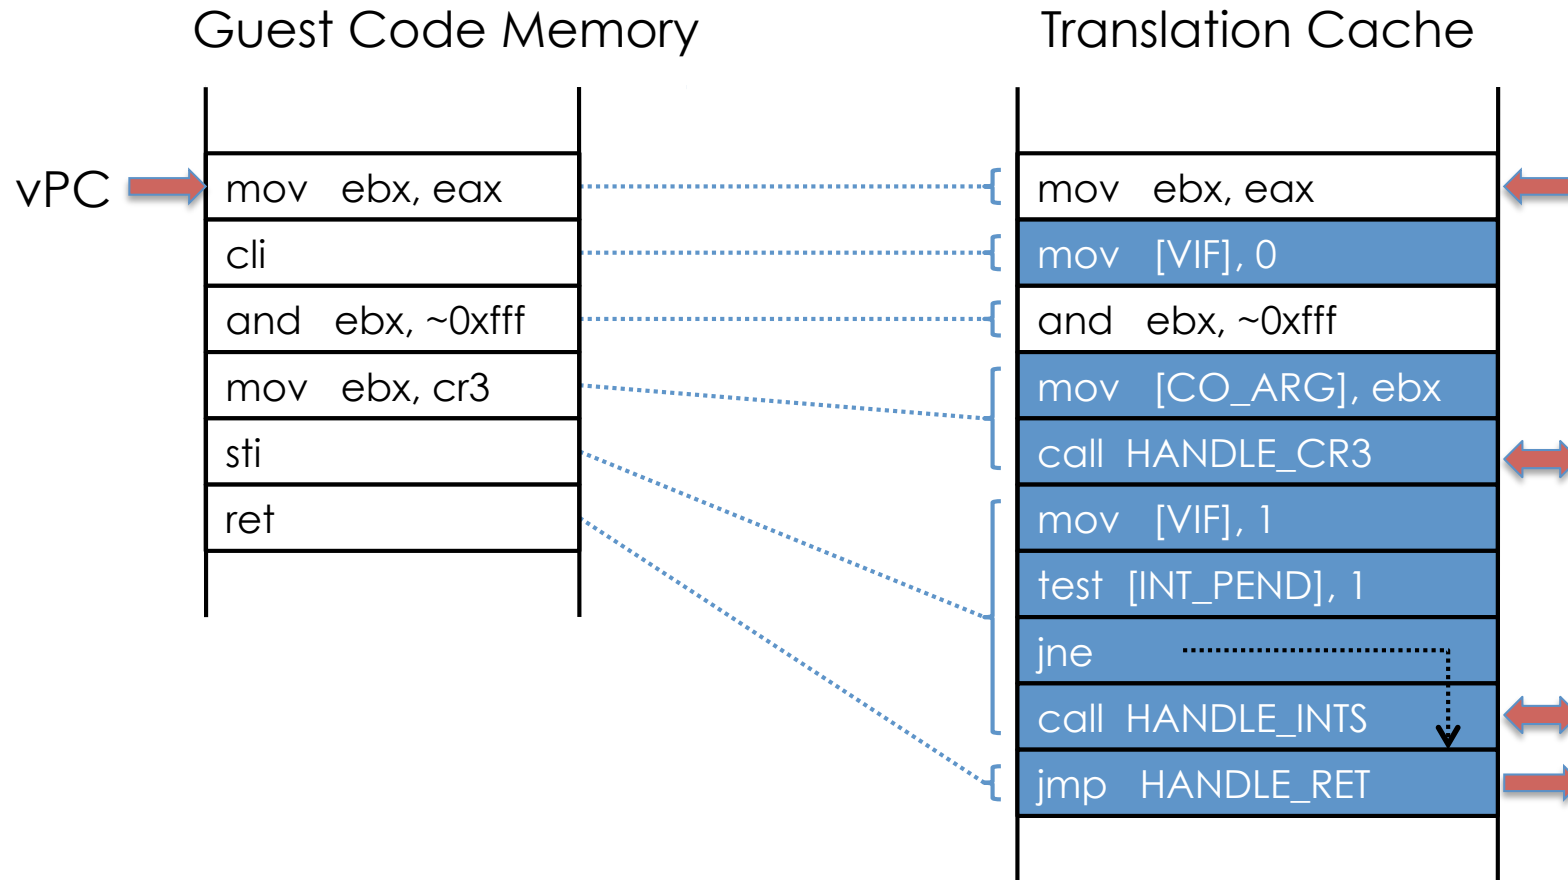 Guest Code Memory
Translation Cache
vPC
mov ebx, eax
cli
and ebx, ~0xfff
mov ebx, cr3
sti
ret
mov ebx, eax
mov [VIF], 0
and ebx, ~0xfff
mov [CO_ARG], ebx
call HANDLE_CR3
mov [VIF], 1
test [INT_PEND], 1
jne
call HANDLE_INTS
jmp HANDLE_RET